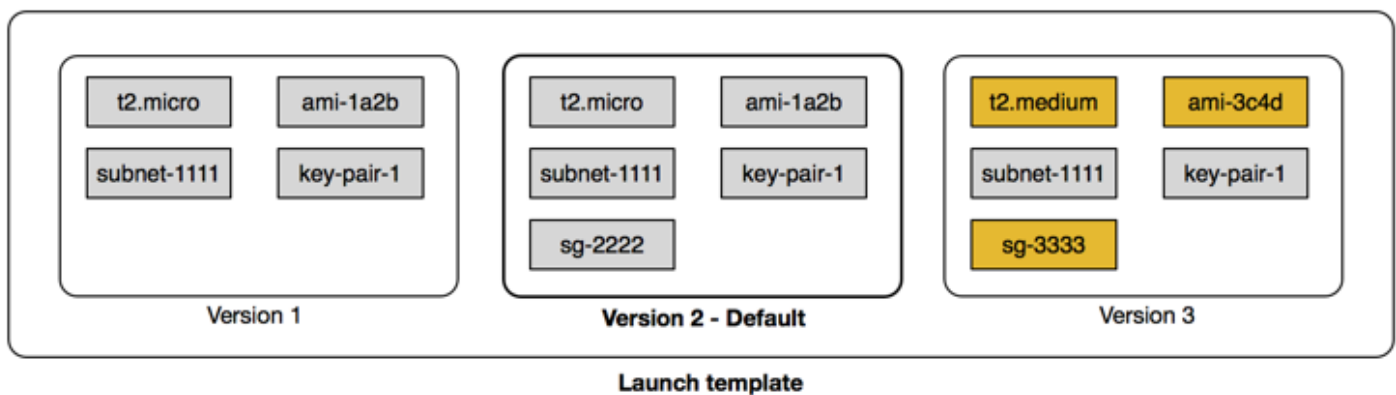 t2.micro ami-1a2b
subnet-1111 key-pair-1
Version 1
t2.micro ami-1a2b
subnet-1111 key-pair-1
sg-2222
Version 2 - Default
t2.medium ami-3c4d
subnet-1111 key-pair-1
sg-3333
Version 3
Launch template